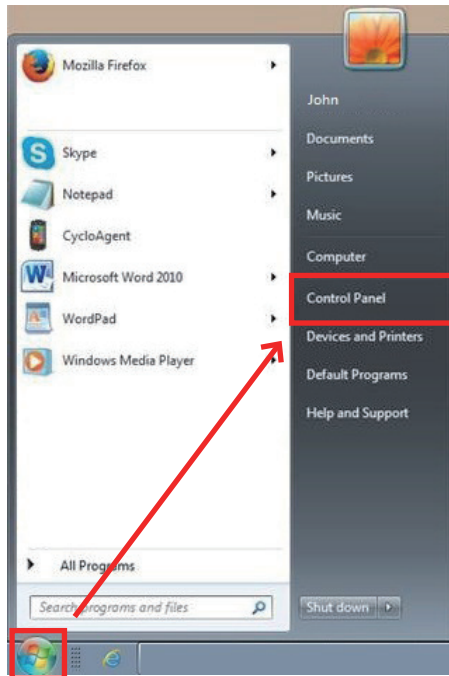 Mozilla Firefox
Skype
Notepad
CycloAgent
Microsoft Word 2010
WordPad
Windows Media Player
All Programs
Search programs and files
John
Documents
Pictures
Music
Computer
Control Panel
Devices and Printers
Default Programs
Help and Support
Shut down